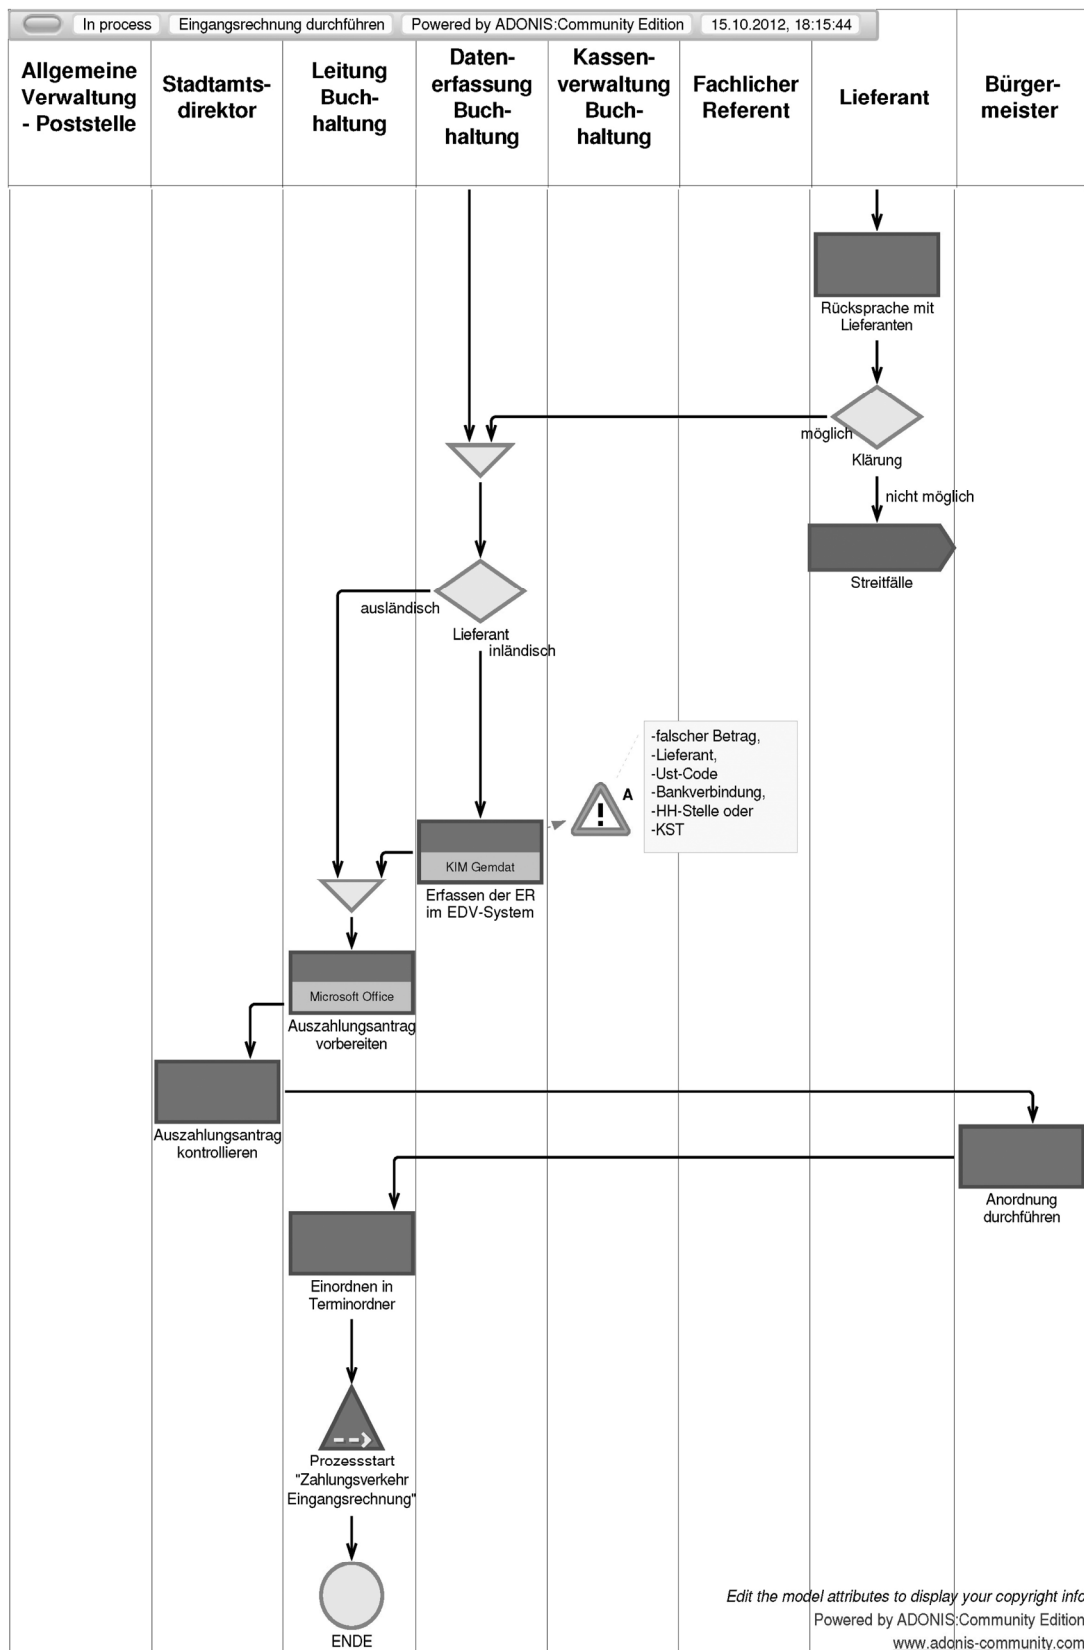 In process Eingangsrechnung durchführen Powered by ADONIS:Community Edition 15.10.2012, 18:15:44
Allgemeine
Verwaltung
- Poststelle
Stadtamts-
direktor
Leitung
Buch-
haltung
Daten-
erfassung
Buch-
haltung
Kassen-
verwaltung
Buch-
haltung
Fachlicher
Referent
Lieferant
Bürger-
meister
Rücksprache mit
Lieferanten
möglich
Klärung
nicht möglich
Streitfälle
ausländisch
Lieferant
inländisch
-falscher Betrag,
-Lieferant,
-Ust-Code
-Bankverbindung,
-HH-Stelle oder
-KST
A
!
KIM Gemdat
Erfassen der ER
im EDV-System
Microsoft Office
Auszahlungsantrag
vorbereiten
Auszahlungsantrag
kontrollieren
Anordnung
durchführen
Einordnen in
Terminordner
Prozessstart
"Zahlungsverkehr
Eingangsrechnung"
ENDE
Edit the model attributes to display your copyright info
Powered by ADONIS:Community Edition
www.adonis-community.com